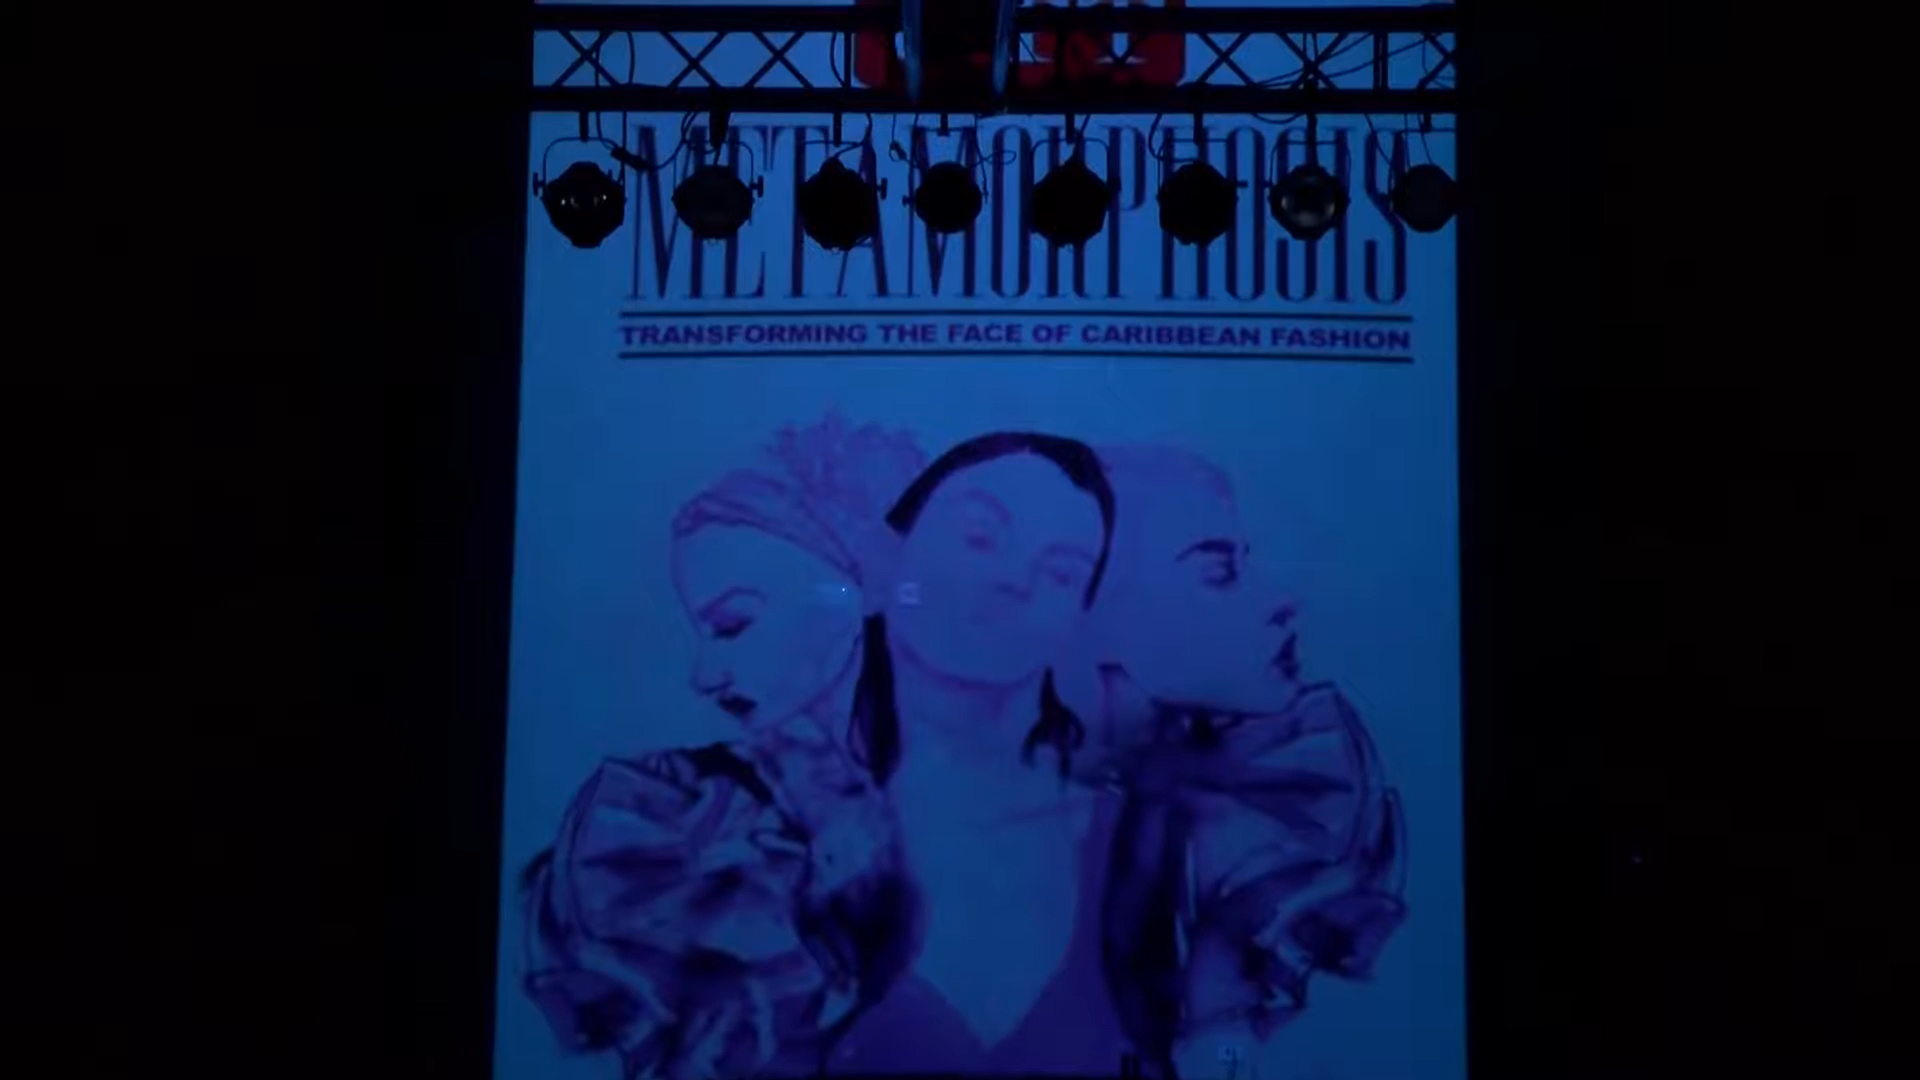 METAMORPHOSIS
TRANSFORMING THE FACE OF CARIBBEAN FASHION